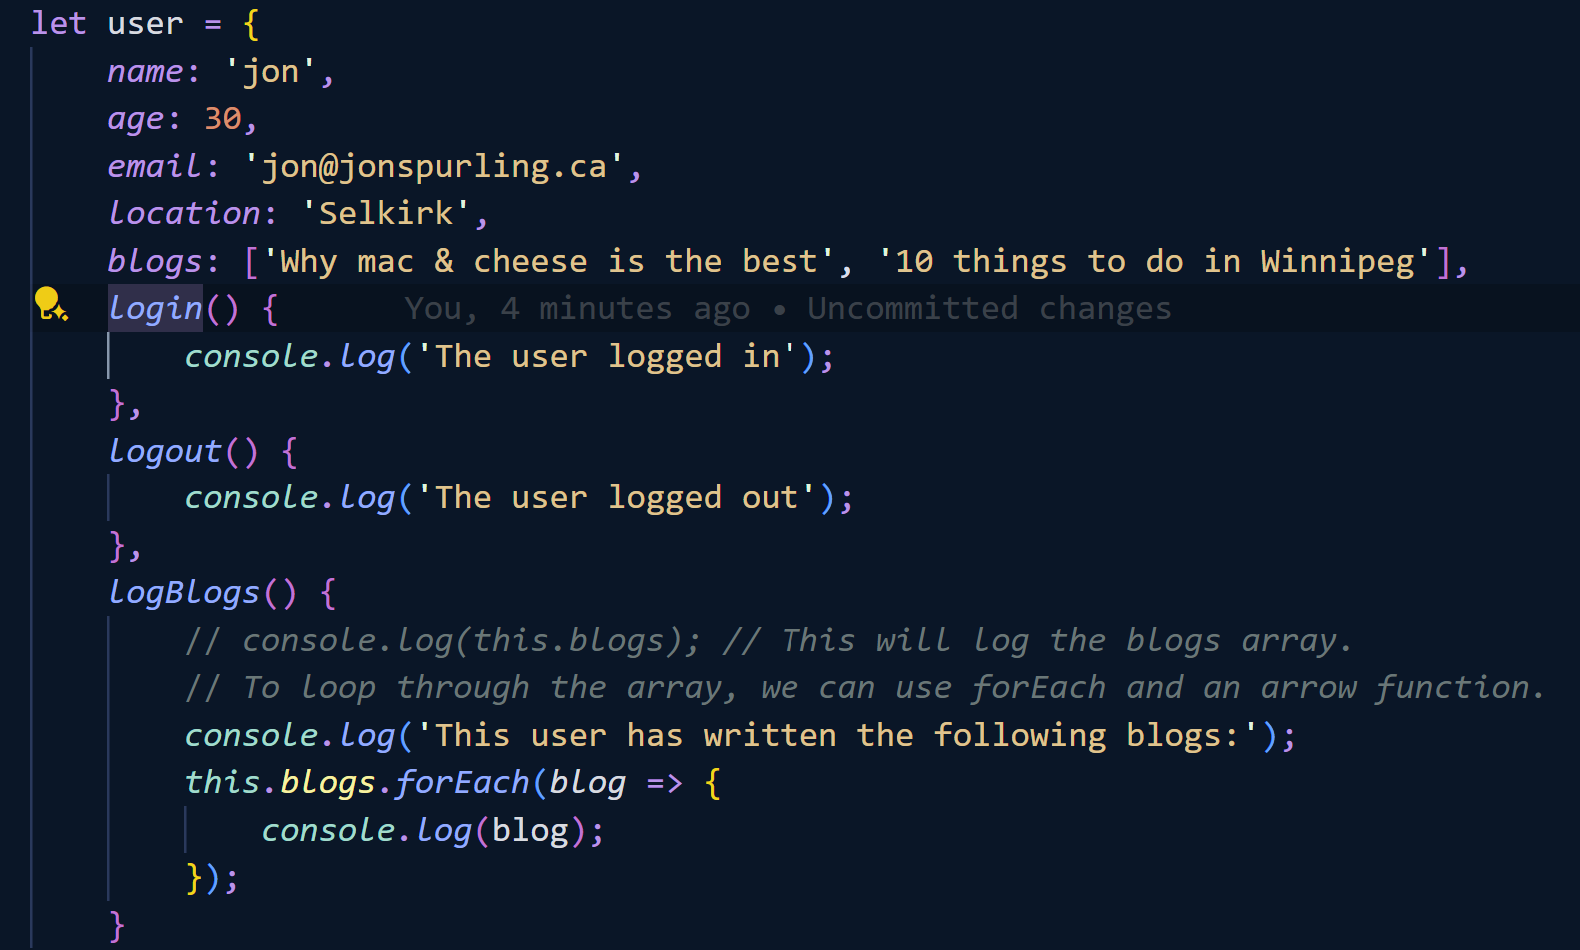 let user = {
name: 'jon',
age: 30,
email: 'jon@jonspurling.ca',
location: 'Selkirk',
blogs: ['Why mac & cheese is the best', '10 things to do in Winnipeg'],
login() { You, 4 minutes ago • Uncommitted changes
console.log('The user logged in');
},
logout() {
console.log('The user logged out');
},
logBlogs() {
// console.log(this.blogs); // This will log the blogs array.
// To loop through the array, we can use forEach and an arrow function.
console.log('This user has written the following blogs:');
this.blogs.forEach(blog => {
console.log(blog);
});
}